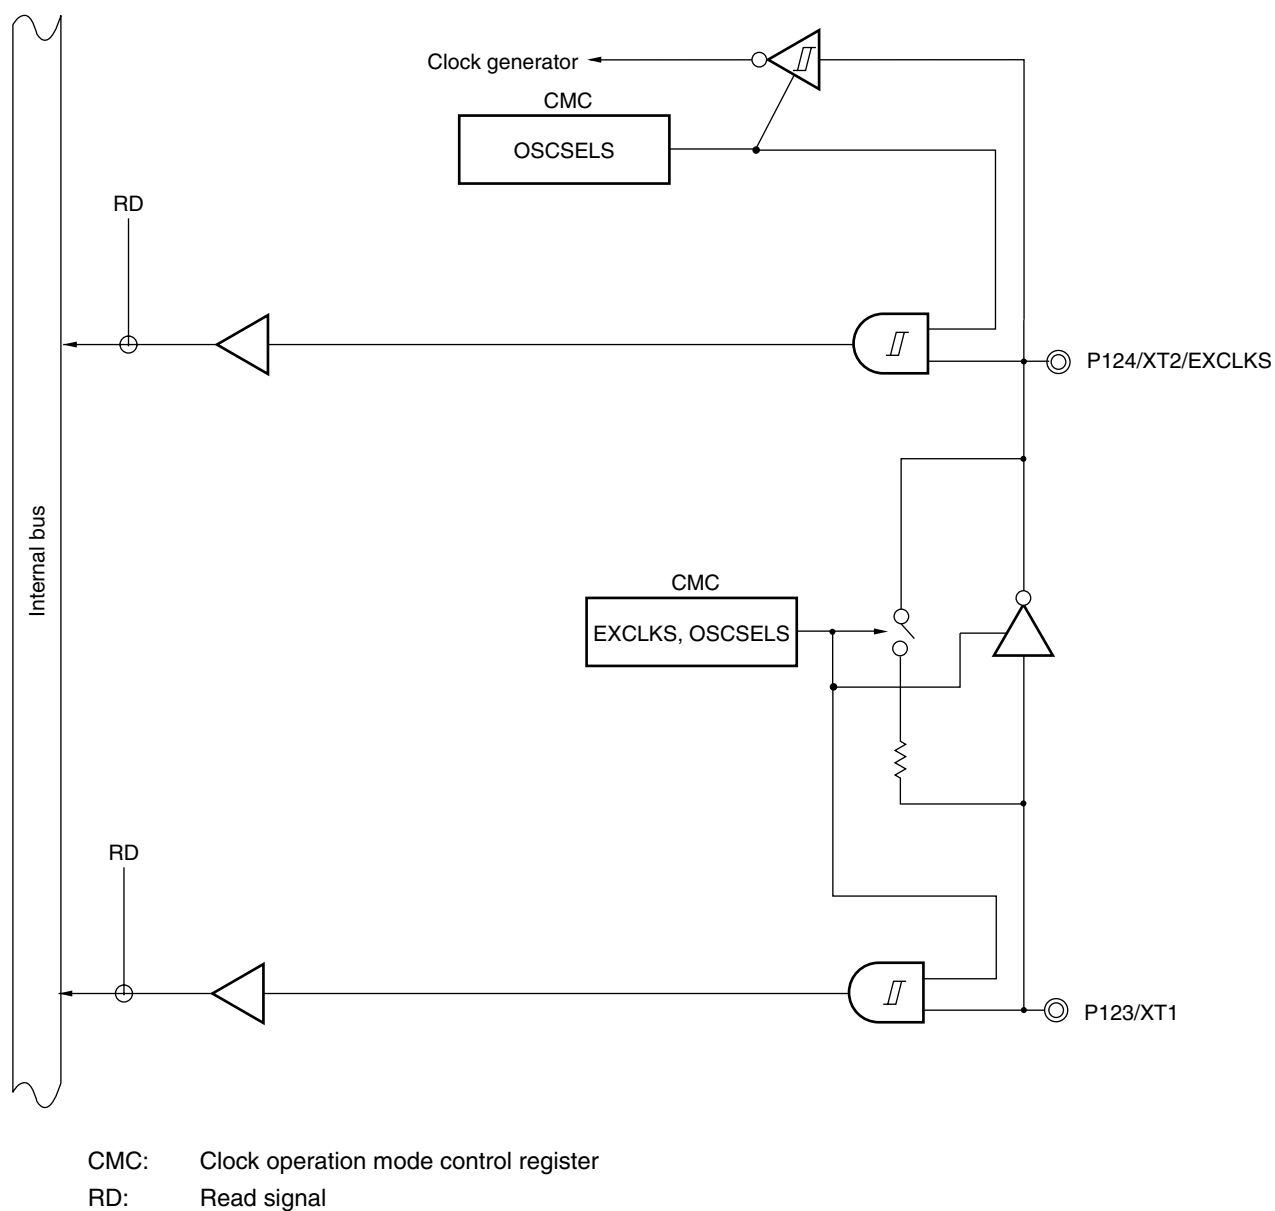 Clock generator
CMC
OSCSELS
RD
P124/XT2/EXCLKS
Internal bus
CMC
EXCLKS, OSCSELS
RD
P123/XT1
CMC: Clock operation mode control register
RD: Read signal